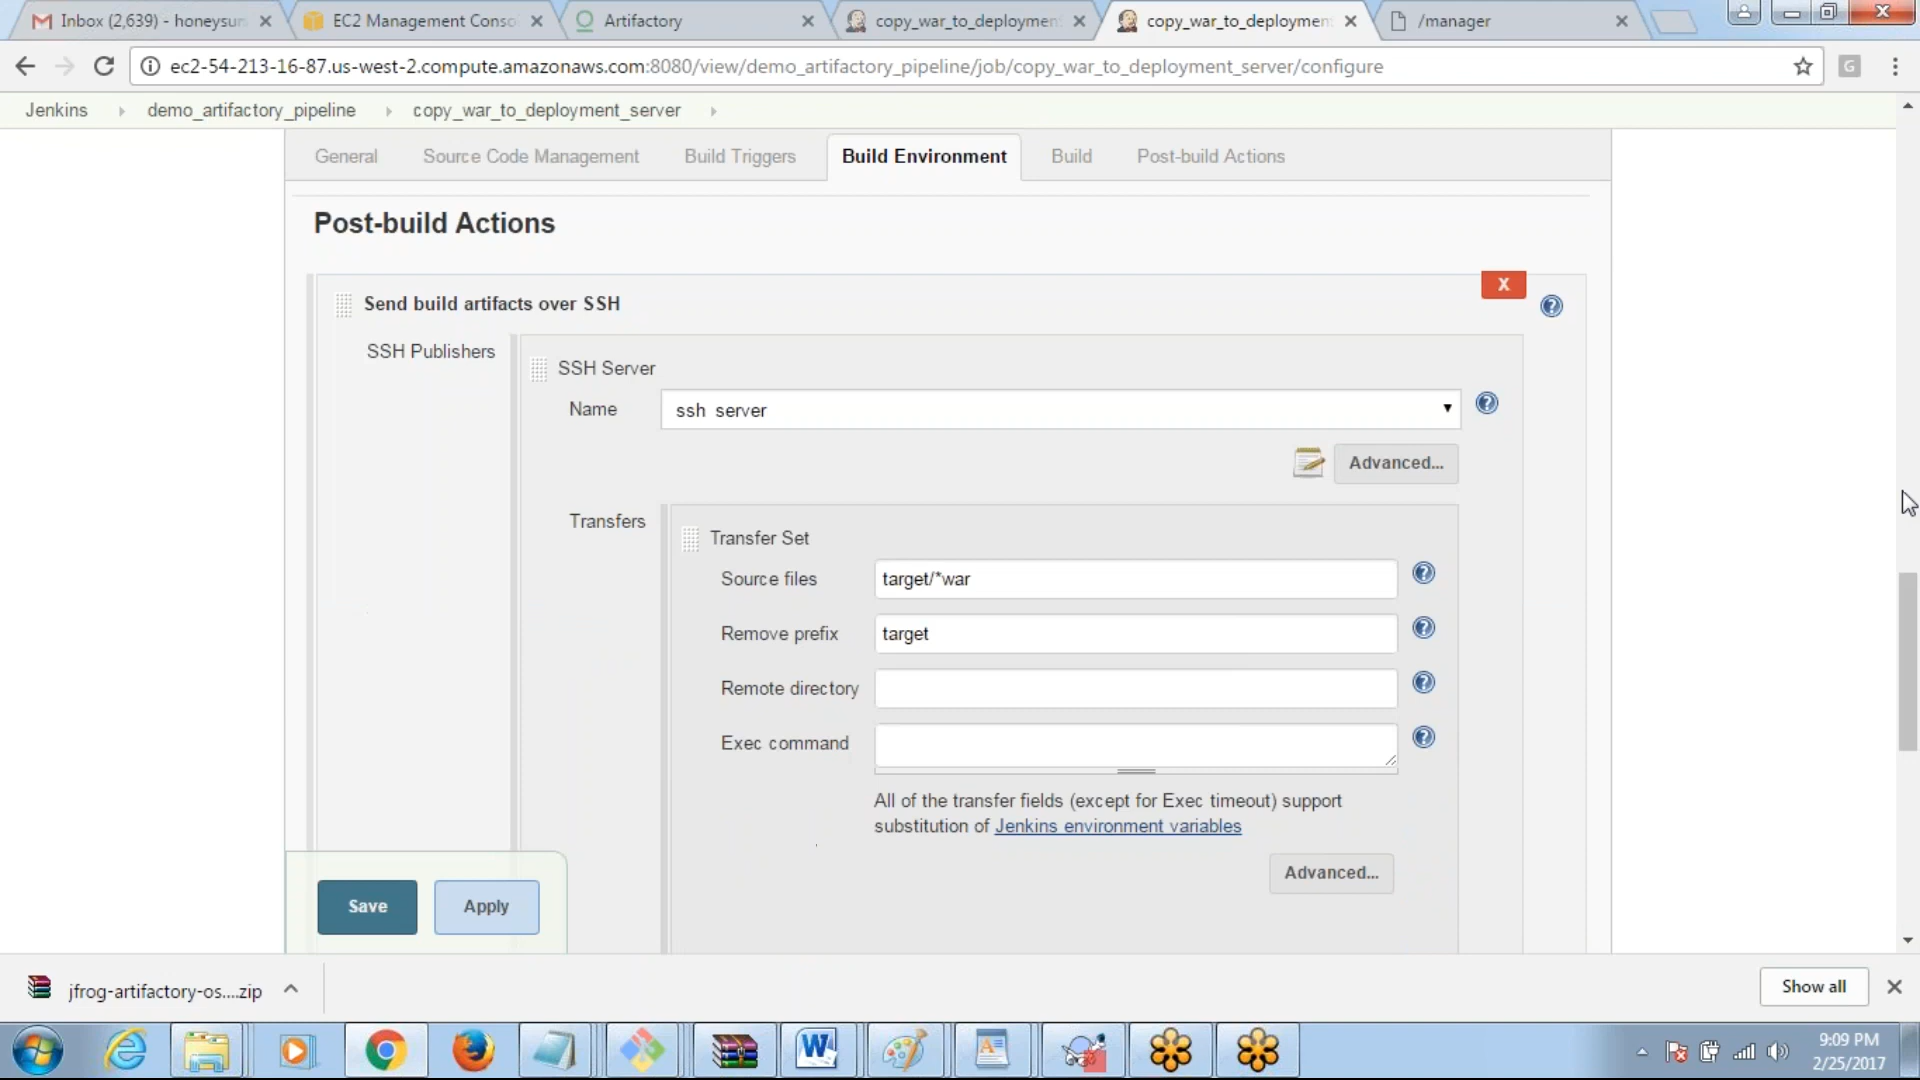 Inbox (2,639) - honeysun
EC2 Management Conso
Artifactory
copy_war_to_deploymen
copy_war_to_deploymen
/manager
ec2-54-213-16-87.us-west-2.compute.amazonaws.com:8080/view/demo_artifactory_pipeline/job/copy_war_to_deployment_server/configure
G
Jenkins
demo_artifactory_pipeline
copy_war_to_deployment_server
General
Source Code Management
Build Triggers
Build Environment
Build
Post-build Actions
Post-build Actions
X
Send build artifacts over SSH
SSH Publishers
SSH Server
Name
ssh server
Advanced...
Transfers
Transfer Set
Source files
target/*war
Remove prefix
target
Remote directory
Exec command
All of the transfer fields (except for Exec timeout) support
substitution of Jenkins environment variables
Advanced...
Save
Apply
jfrog-artifactory-os....zip
Show all
9:09 PM
2/25/2017